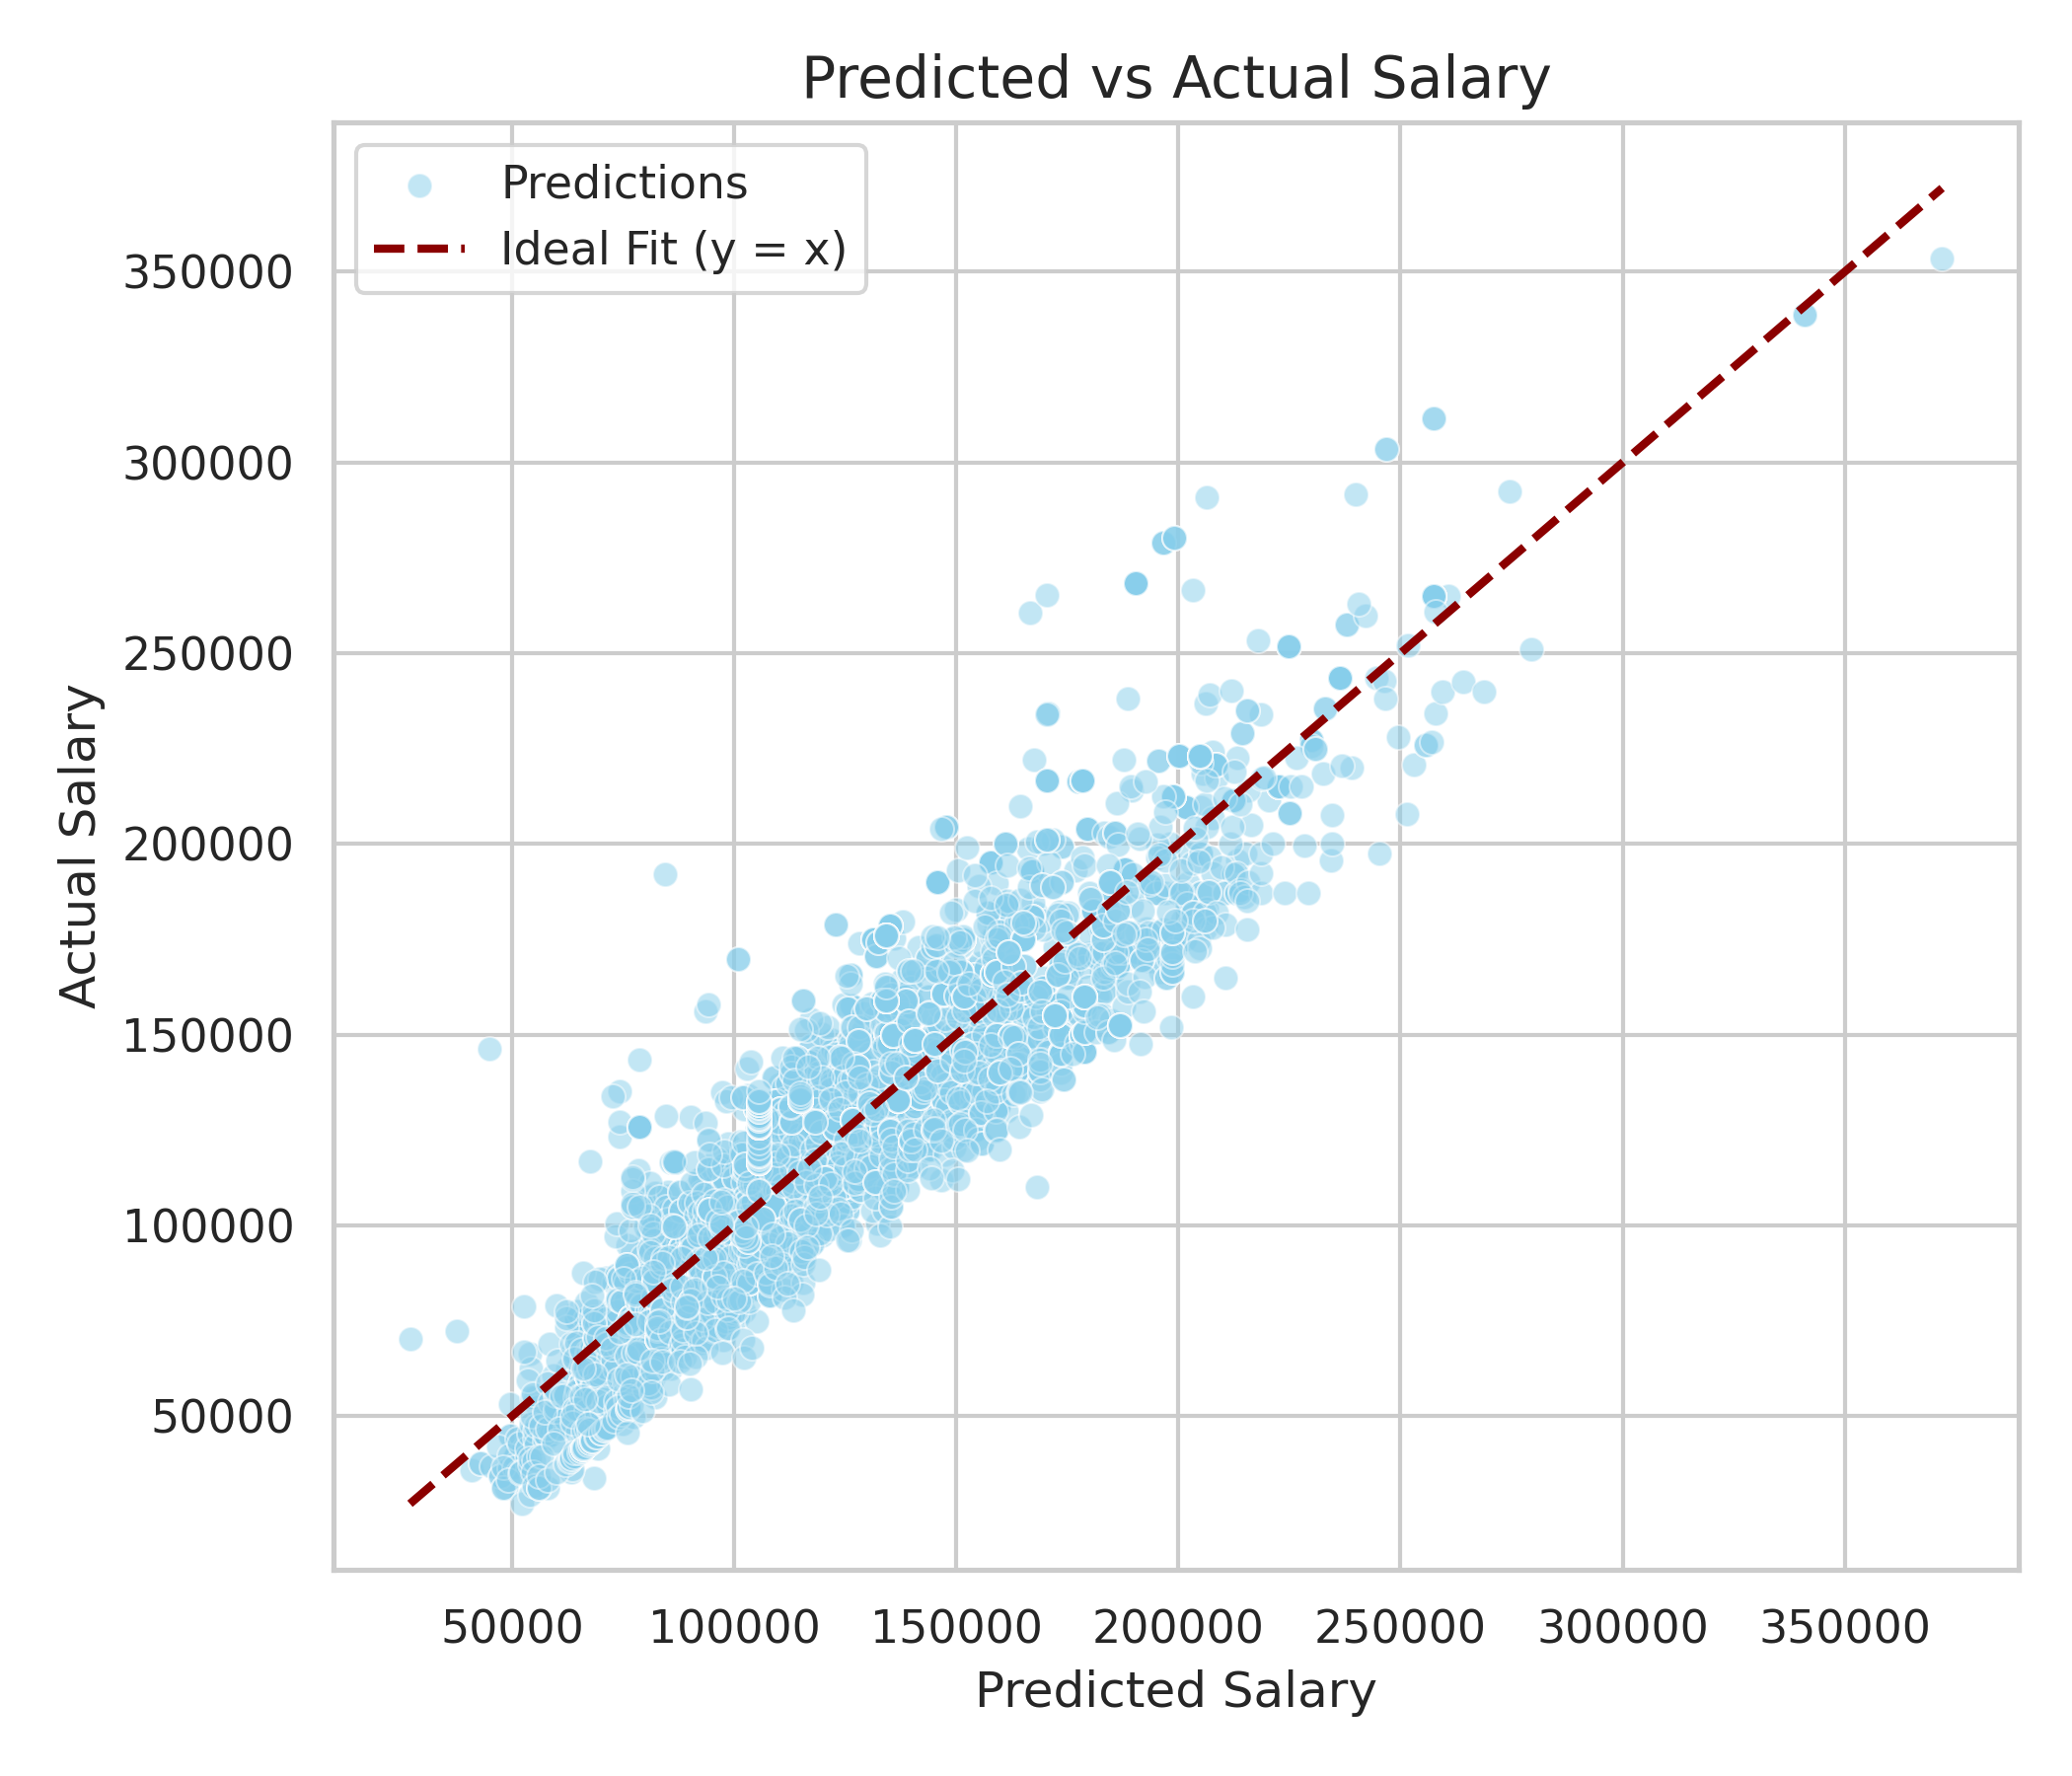 Predicted vs Actual Salary
Predictions
Ideal Fit (y = x)
350000
300000
250000
200000
150000
100000
50000
Actual Salary
50000 100000 150000 200000 250000 300000 350000
Predicted Salary